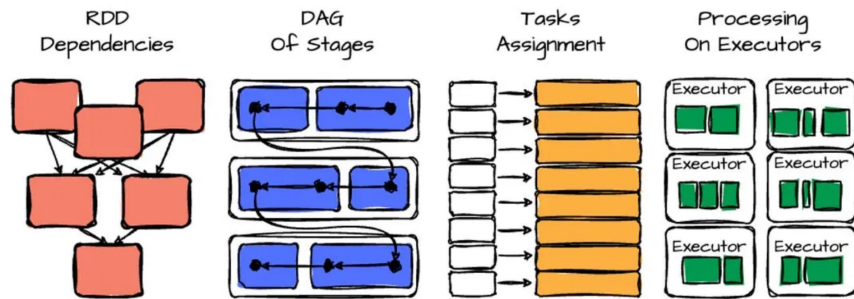 RDD
Dependencies
DAG
Of Stages
Tasks
Assignment
Processing
On Executors
Executor
Executor
Executor
Executor
Executor
Executor